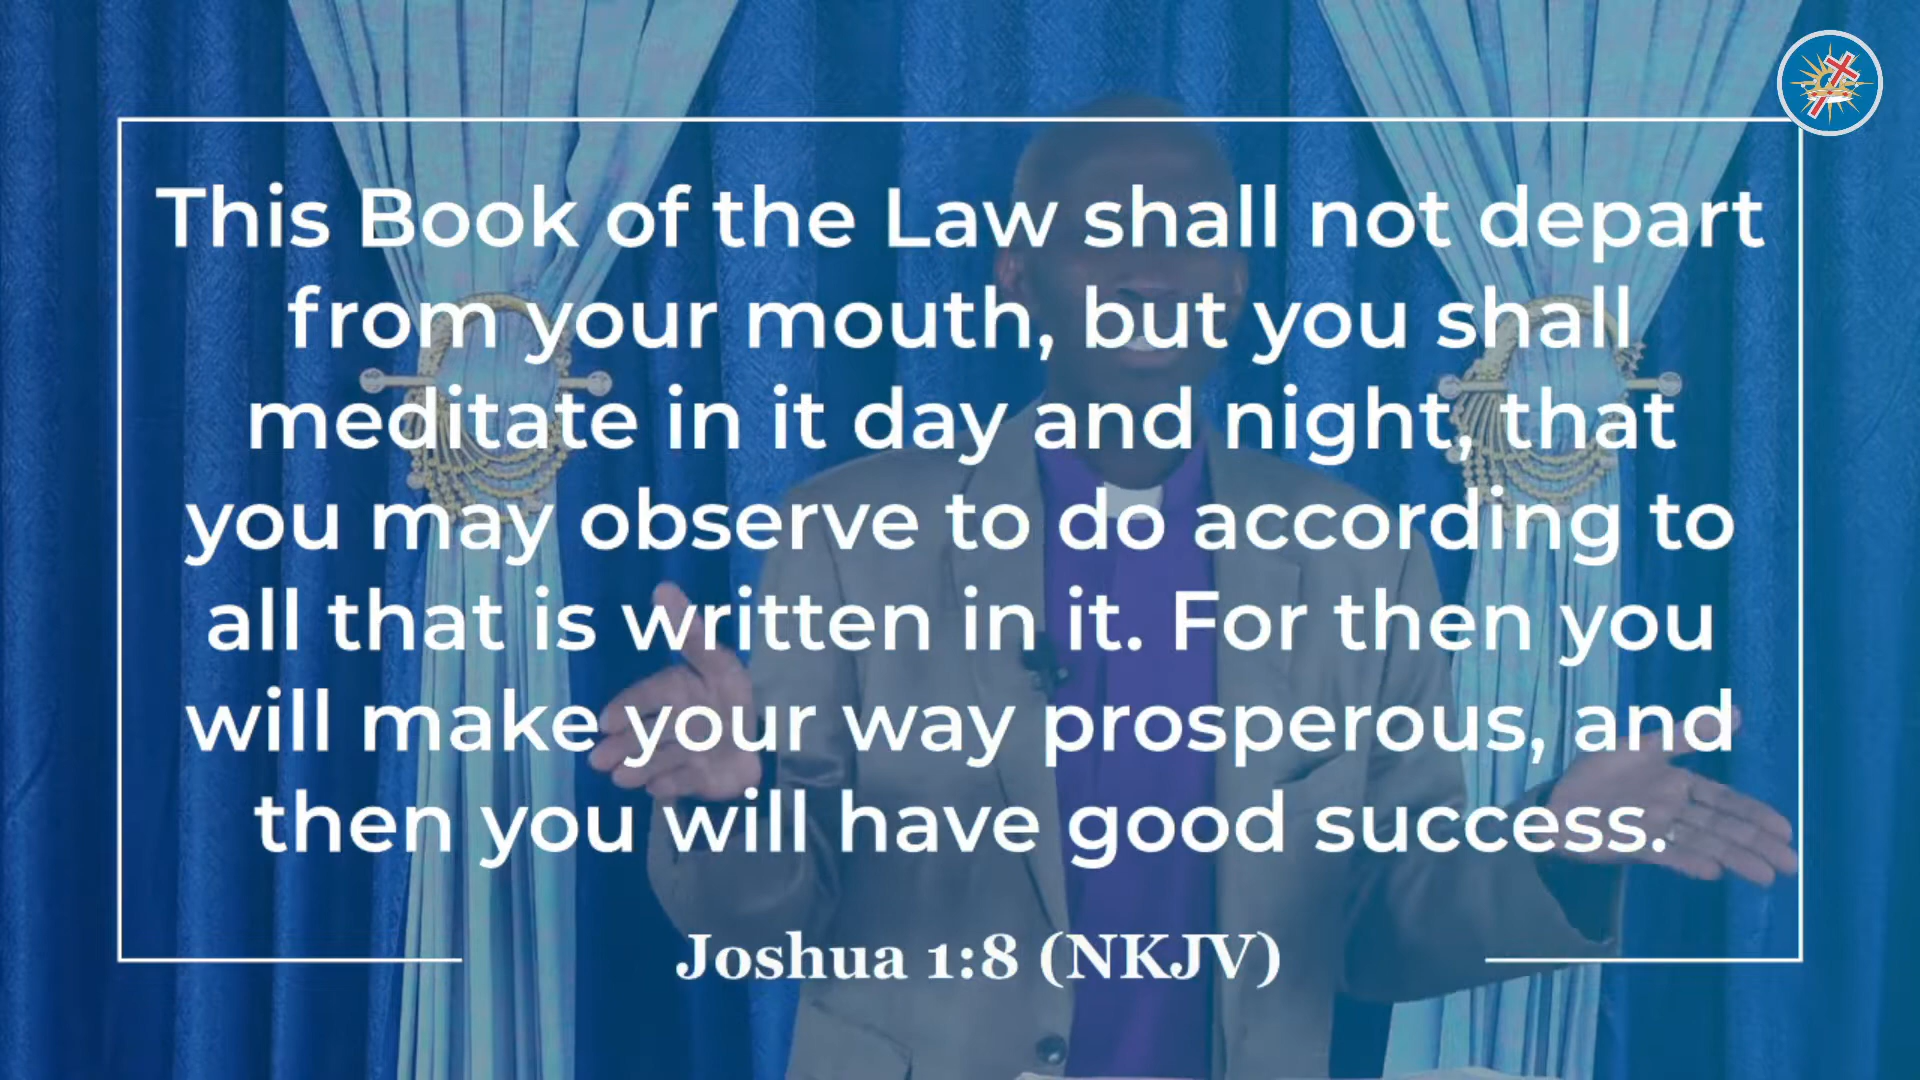 This Book of the Law shall not depart
from your mouth, but you shall
meditate in it day and night, that
you may observe to do according to
all that is written in it. For then you
will make your way prosperous, and
then you will have good success.
Joshua 1:8 (NKJV)